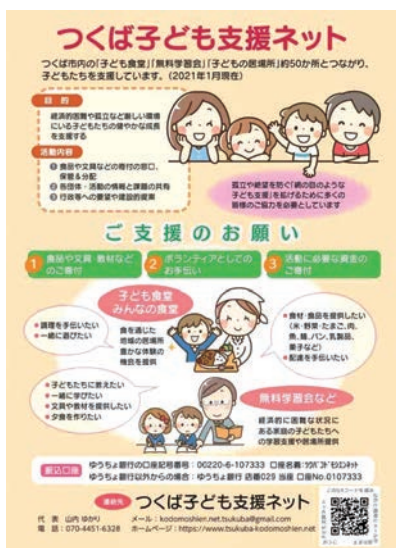 つくば子ども支援ネット
つくば市内の「子ども食堂」「無料学習会」「子どもの居場所」約50か所とつながり、
子どもたちを支援しています。(2021年1月現在)
目 的
経済的困難や孤立など厳しい環境
にいる子どもたちの健やかな成長
を支援する
活動内容
① 食品や文具などの寄付の窓口、
保管&分配
② 各団体・活動の情報と課題の共有
③ 行政等への要望や建設的提案
孤立や絶望を防ぐ「網の目のような
子ども支援」を拡げるために多くの
皆様のご協力を必要としています
ご支援のお願い
1 食品や文具・教材など
のご寄付
2 ボランティアとしての
お手伝い
3 活動に必要な資金の
ご寄付
子ども食堂
みんなの食堂
● 調理を手伝いたい
● 一緒に遊びたい
食を通じた
地域の居場所
豊かな体験の
機会を提供
● 食材・食品を提供したい
(米・野菜・たまご、肉、
魚、麺、パン、乳製品、
菓子など)
● 配達を手伝いたい
● 子どもたちに教えたい
● 一緒に学びたい
● 文具や教材を提供したい
● 夕食を作りたい
無料学習会など
経済的に困難な状況に
ある家庭の子どもたちへ
の学習支援や居場所提供
振込口座
ゆうちょ銀行の口座記号番号:00220-6-107333 口座名義:ツクバコドモシエンネット
ゆうちょ銀行以外からの場合:ゆうちょ銀行 店番029 当座 口座No.0107333
連絡先 つくば子ども支援ネット
代 表 山内 ゆかり
メール:kodomoshien.net.tsukuba@gmail.com
電 話:070-4451-6328
ホームページ:https://www.tsukuba-kodomoshien.net